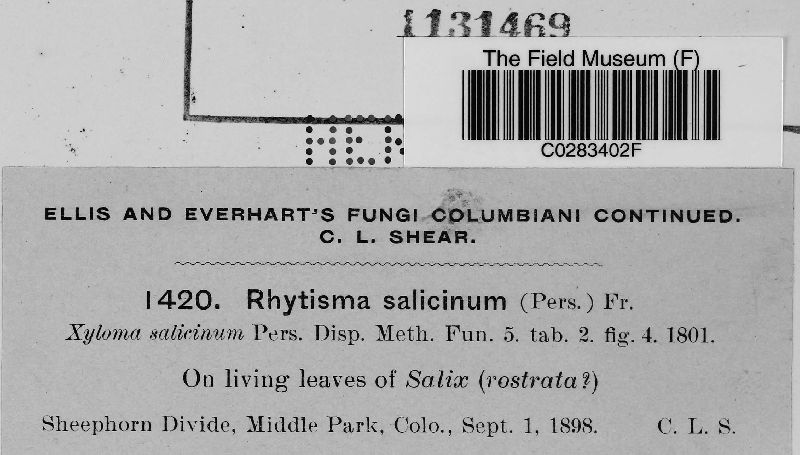 1131469
The Field Museum (F)
C0283402F
ELLIS AND EVERHART'S FUNGI COLUMBIANI CONTINUED.
C. L. SHEAR.
1420. Rhytisma salicinum (Pers.) Fr.
Xyloma salicinum Pers. Disp. Meth. Fun. 5. tab. 2. fig. 4. 1801.
On living leaves of Salix (rostrata?)
Sheephorn Divide, Middle Park, Colo., Sept. 1, 1898. C. L. S.